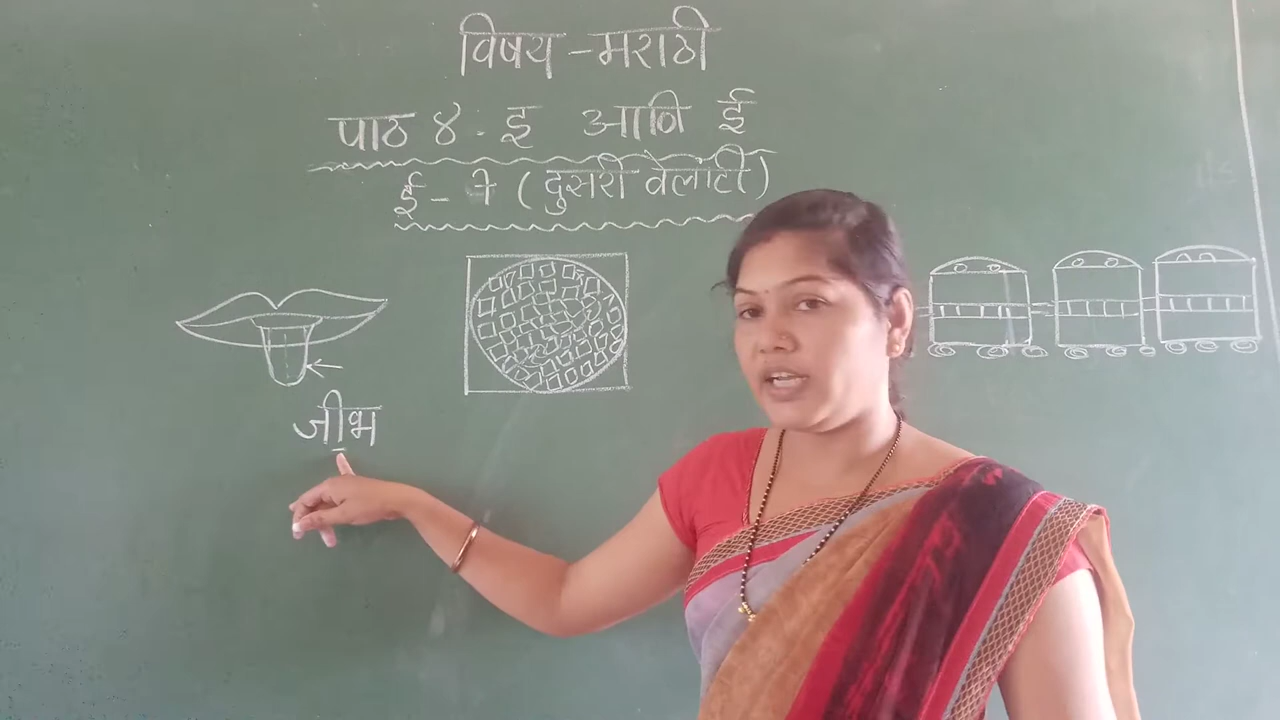 विषय - मराठी
पाठ ४. इ आणि ई
ई - ी (दुसरी वेलांटी)
जीभ